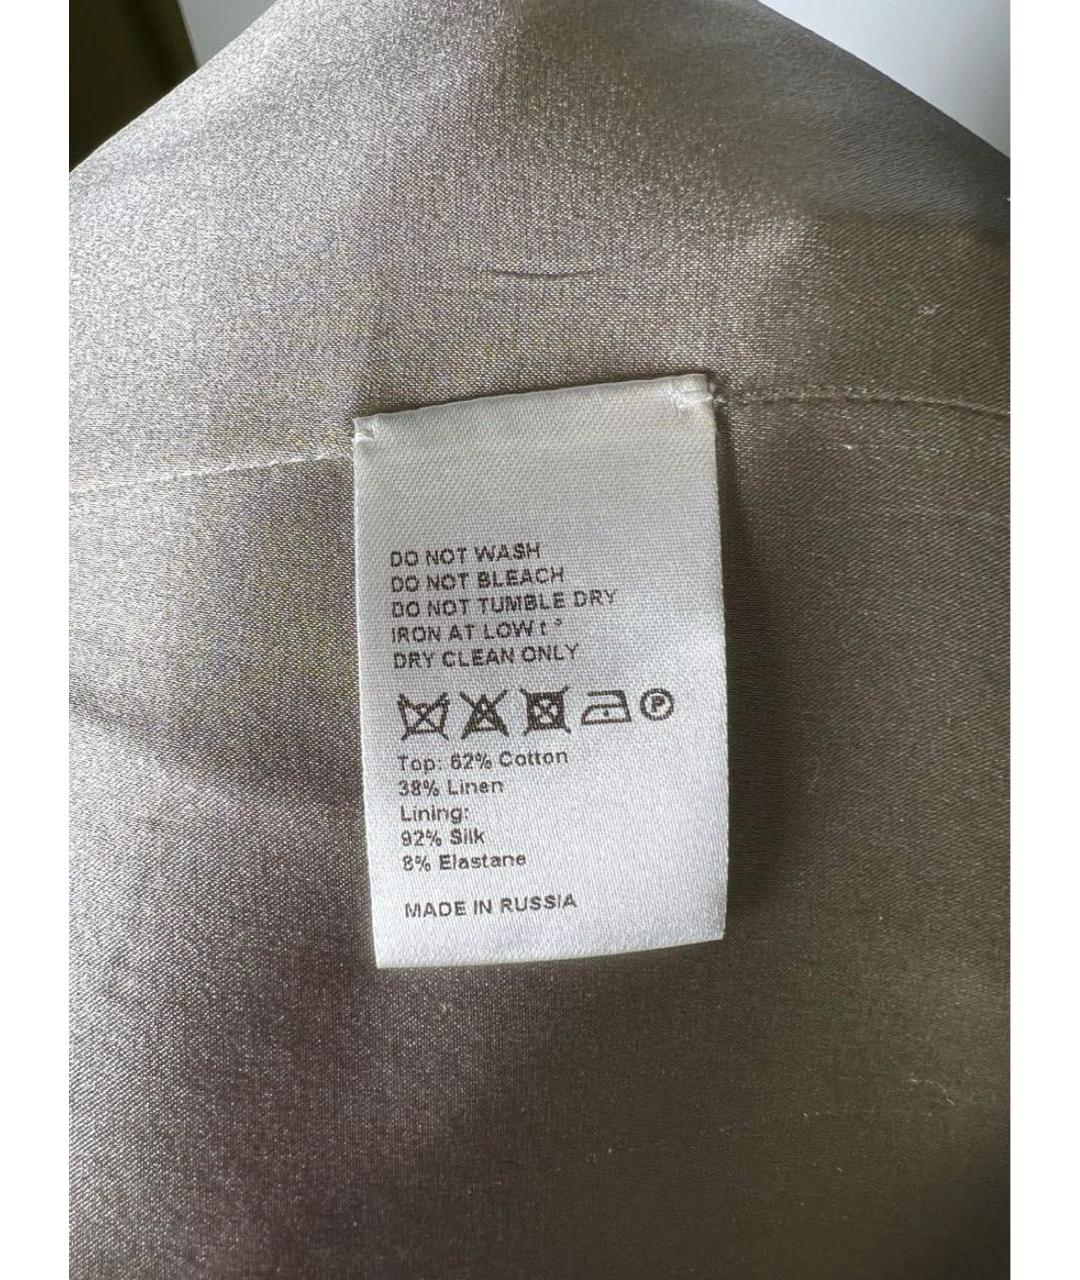 DO NOT WASH
DO NOT BLEACH
DO NOT TUMBLE DRY
IRON AT LOW t °
DRY CLEAN ONLY
P
Top: 62% Cotton
38% Linen
Lining:
92% Silk
8% Elastane
MADE IN RUSSIA